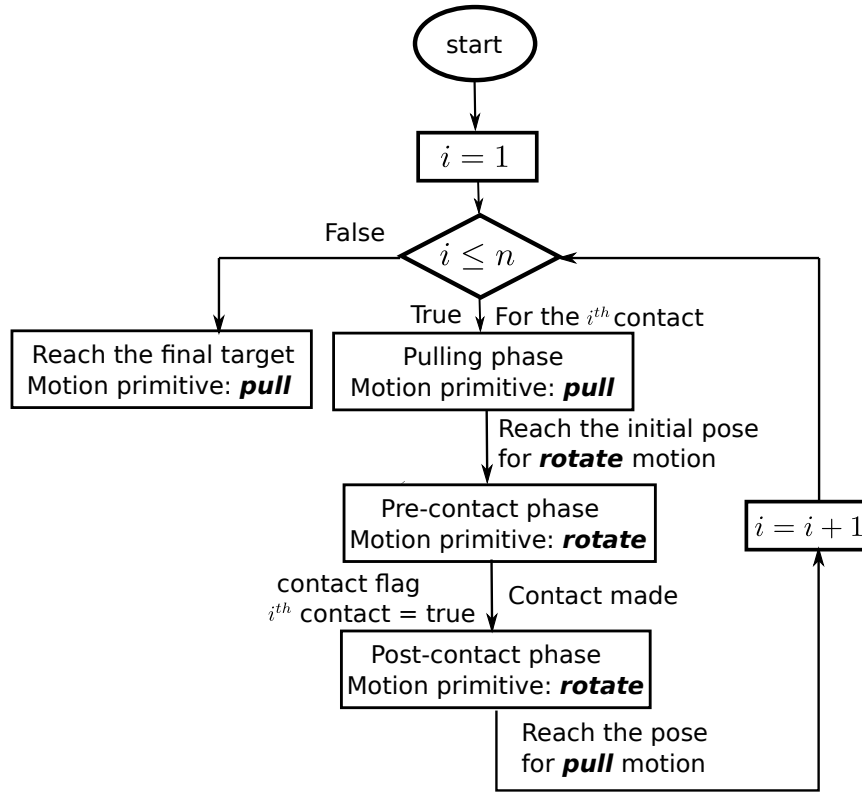 start
i = 1
False
i ≤ n
True
For the i^{th} contact
Reach the final target
Motion primitive: pull
Pulling phase
Motion primitive: pull
Reach the initial pose
for rotate motion
Pre-contact phase
Motion primitive: rotate
i = i + 1
contact flag
i^{th} contact = true
Contact made
Post-contact phase
Motion primitive: rotate
Reach the pose
for pull motion